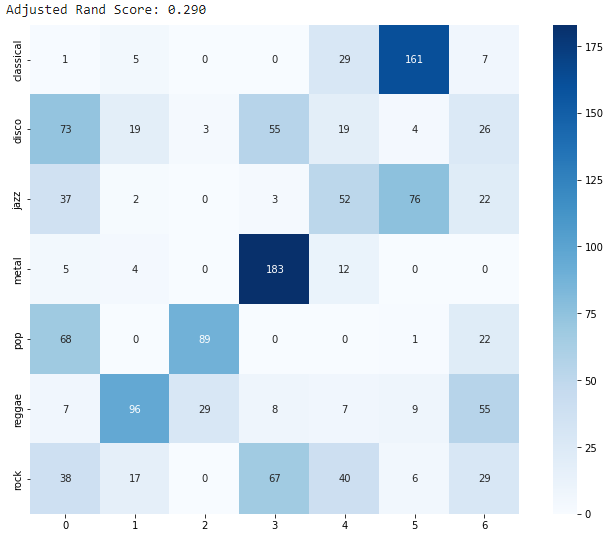 Adjusted Rand Score: 0.290
classical 1 5 0 0 29 161 7
disco 73 19 3 55 19 4 26
jazz 37 2 0 3 52 76 22
metal 5 4 0 183 12 0 0
pop 68 0 89 0 0 1 22
reggae 7 96 29 8 7 9 55
rock 38 17 0 67 40 6 29
0 1 2 3 4 5 6
175
150
125
100
75
50
25
0